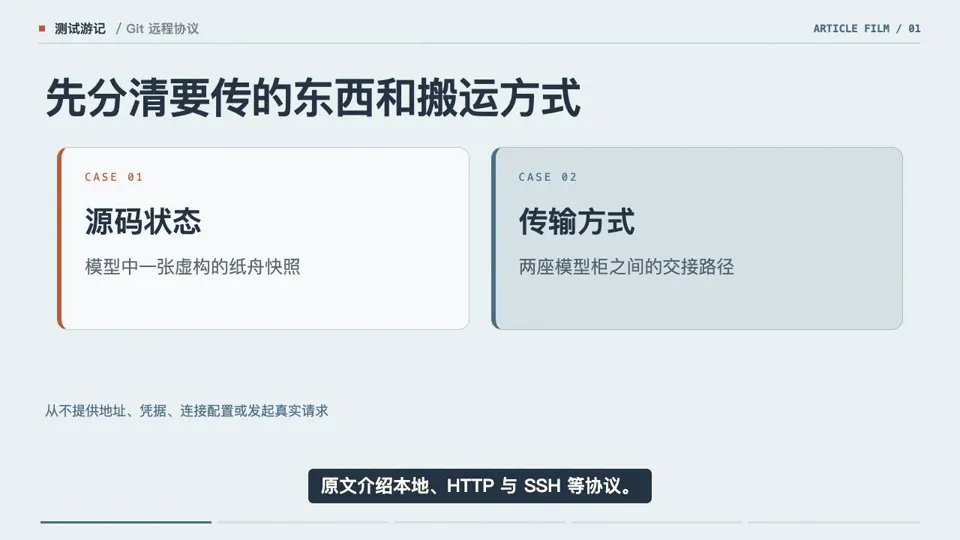 测试游记 / Git 远程协议
ARTICLE FILM / 01
先分清要传的东西和搬运方式
CASE 01
源码状态
模型中一张虚构的纸舟快照
CASE 02
传输方式
两座模型柜之间的交接路径
从不提供地址、凭据、连接配置或发起真实请求
原文介绍本地、HTTP 与 SSH 等协议。